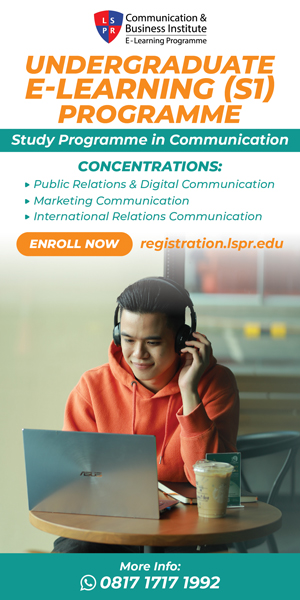 L S
P R
Communication &
Business Institute
E-Learning Programme
UNDERGRADUATE
E-LEARNING (S1)
PROGRAMME
Study Programme in Communication
CONCENTRATIONS:
Public Relations & Digital Communication
Marketing Communication
International Relations Communication
ENROLL NOW
registration.lspr.edu
ASUS
More Info:
0817 1717 1992